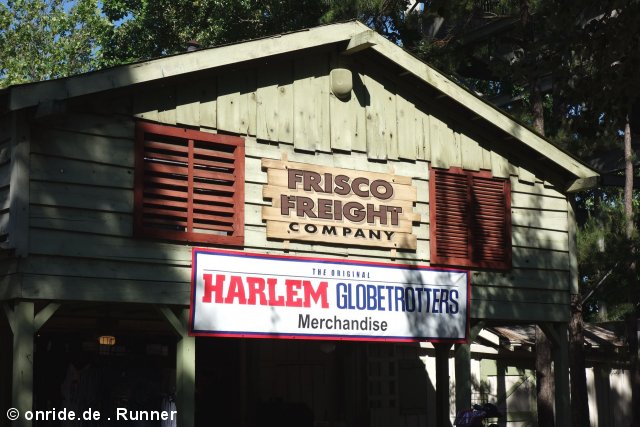 FRISCO
FREIGHT
COMPANY
THE ORIGINAL
HARLEM GLOBETROTTERS
Merchandise
© onride.de . Runner